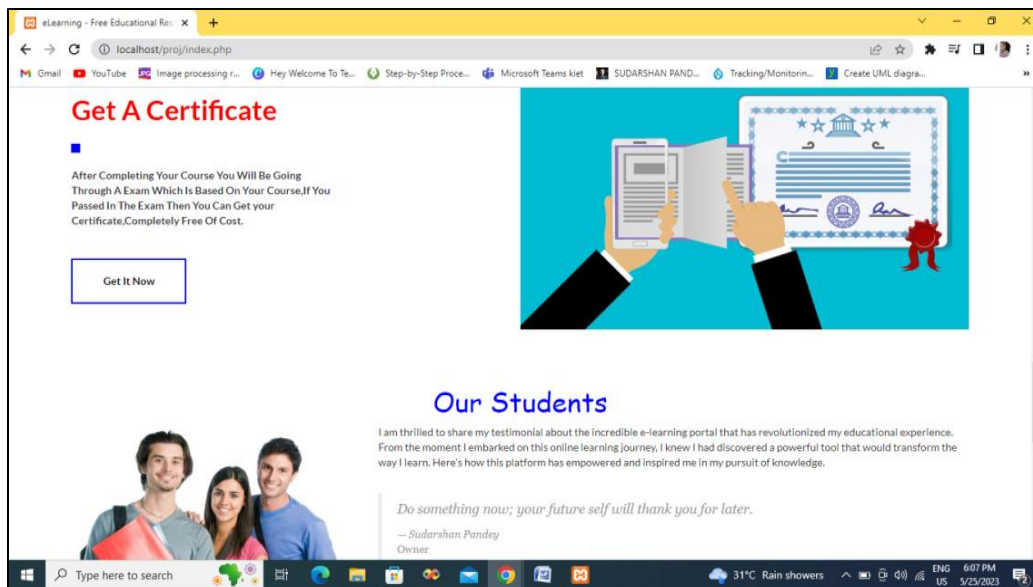 eLearning - Free Educational Res
localhost/proj/index.php
Gmail YouTube Image processing r... Hey Welcome To Te... Step-by-Step Proce... Microsoft Teams kiet SUDARSHAN PAND... Tracking/Monitorin... Create UML diagra...
Get A Certificate
After Completing Your Course You Will Be Going
Through A Exam Which Is Based On Your Course,If You
Passed In The Exam Then You Can Get your
Certificate,Completely Free Of Cost.
Get It Now
Our Students
I am thrilled to share my testimonial about the incredible e-learning portal that has revolutionized my educational experience.
From the moment I embarked on this online learning journey, I knew I had discovered a powerful tool that would transform the
way I learn. Here's how this platform has empowered and inspired me in my pursuit of knowledge.
Do something now; your future self will thank you for later.
— Sudarshan Pandey
Owner
Type here to search
31°C Rain showers
ENG
US
6:07 PM
5/25/2023